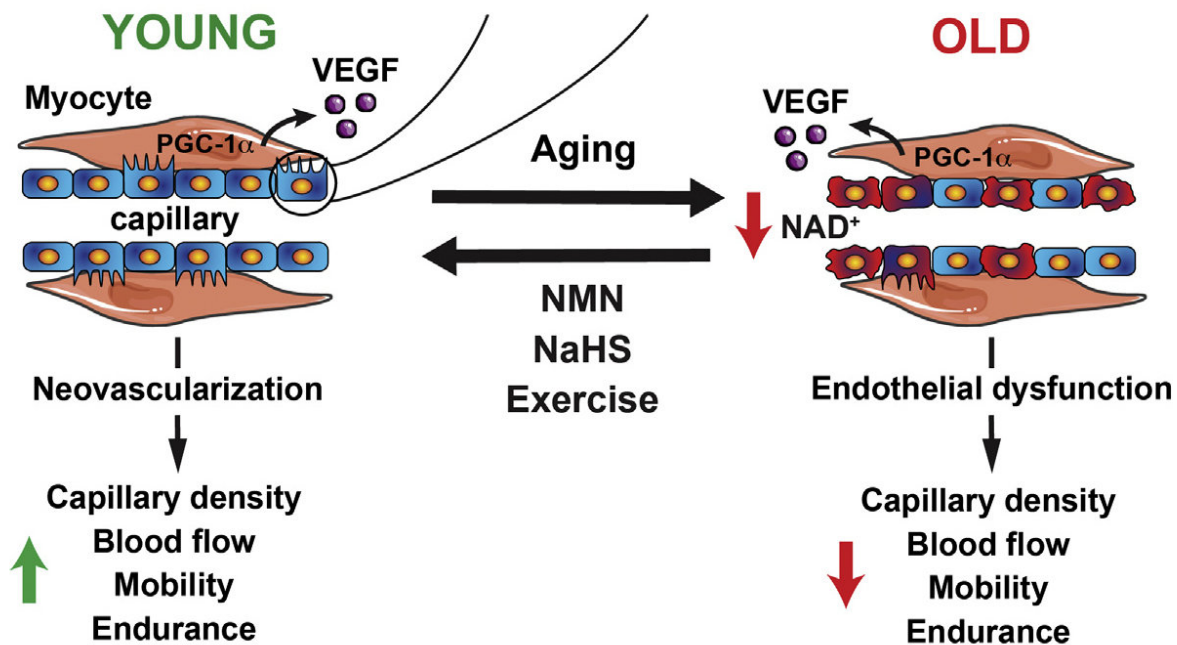 YOUNG
VEGF
Myocyte
PGC-1α
capillary
Neovascularization
Capillary density
Blood flow
Mobility
Endurance
Aging
NMN
NaHS
Exercise
OLD
VEGF
PGC-1α
NAD⁺
Endothelial dysfunction
Capillary density
Blood flow
Mobility
Endurance